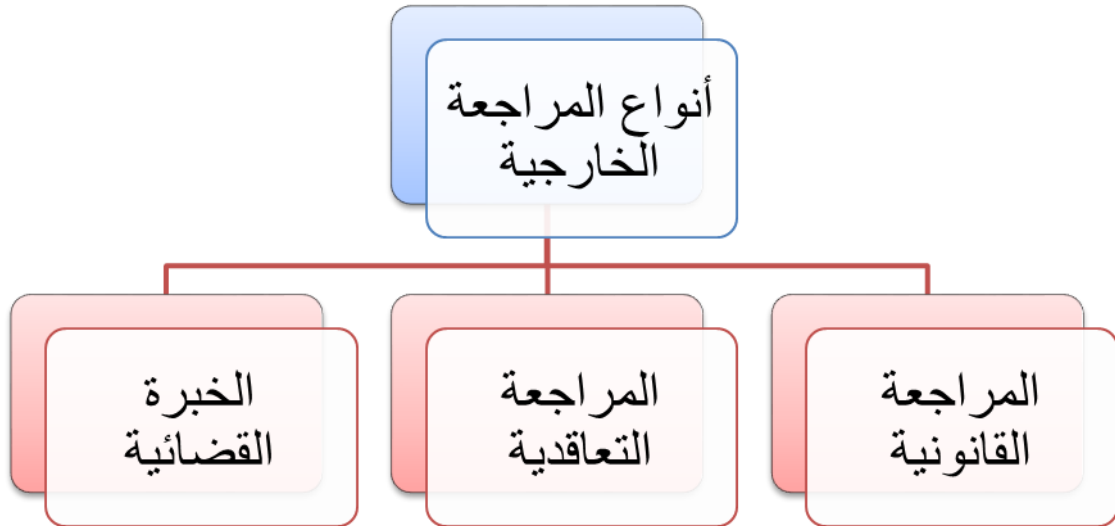 أنواع المراجعة
الخارجية
المراجعة
القانونية
المراجعة
التعاقدية
الخبرة
القضائية